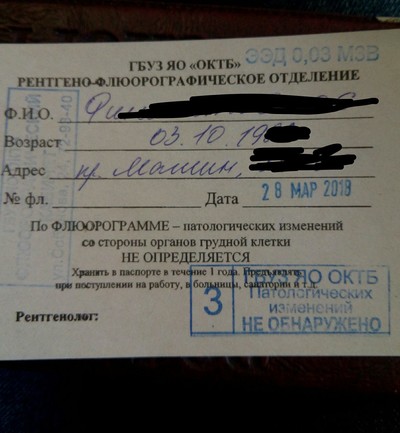 ГБУЗ ЯО «ОКТБ» ЭЭД 0,03 МЗВ
РЕНТГЕНО-ФЛЮОРОГРАФИЧЕСКОЕ ОТДЕЛЕНИЕ
Ф.И.О.
Возраст 03.10.19
Адрес пр. Машин,
№ фл. Дата 28 МАР 2018
По ФЛЮОРОГРАММЕ – патологических изменений
со стороны органов грудной клетки
НЕ ОПРЕДЕЛЯЕТСЯ
Хранить в паспорте в течение 1 года. Предъявлять
при поступлении на работу, в больницы, санатории и т.д.
Рентгенолог:
3
ГБУЗ ЯО ОКТБ
Патологических
изменений
НЕ ОБНАРУЖЕНО